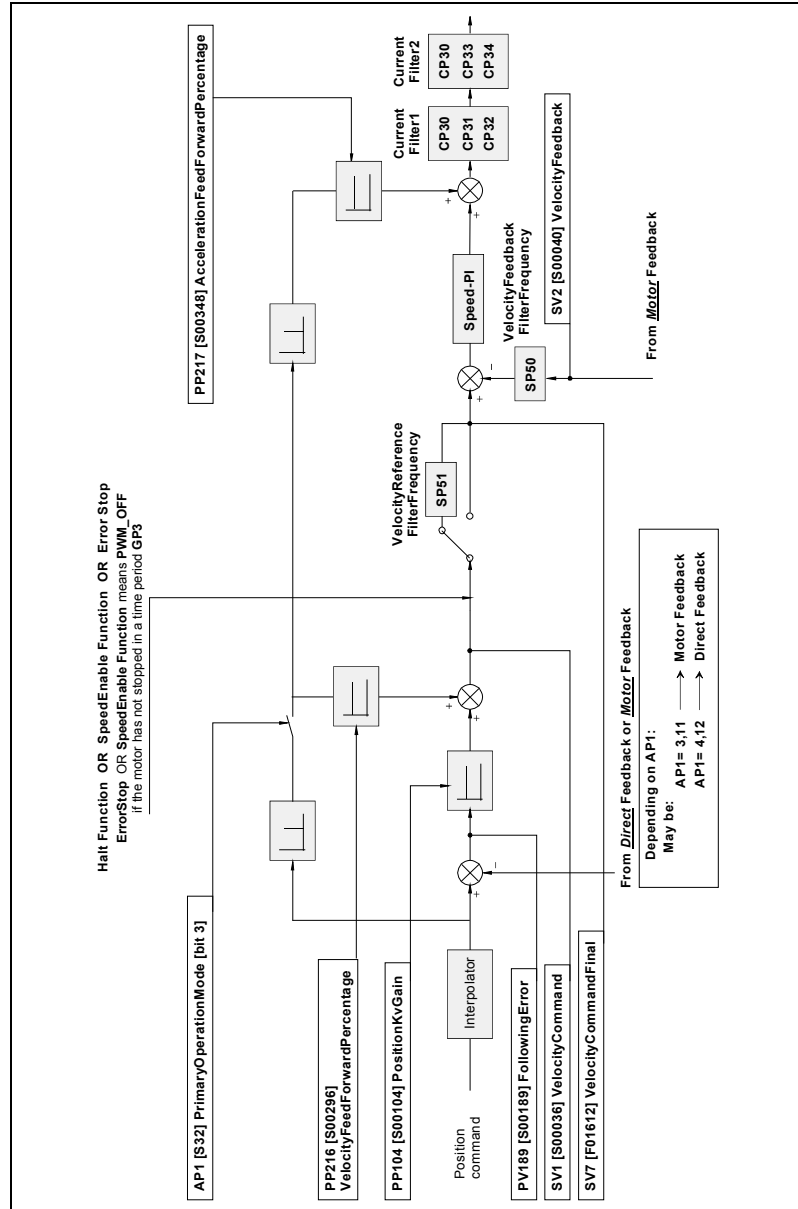 Halt Function OR SpeedEnable Function OR Error Stop
ErrorStop OR SpeedEnable Function means PWM_OFF
if the motor has not stopped in a time period GP3
AP1 [S32] PrimaryOperationMode [bit 3]
PP217 [S00348] AccelerationFeedForwardPercentage
PP216 [S00296]
VelocityFeedForwardPercentage
PP104 [S00104] PositionKvGain
Position
command
Interpolator
+
-
+
+
VelocityReference
FilterFrequency
SP51
+
-
Speed-PI
VelocityFeedback
FilterFrequency
SP50
+
+
Current
Filter1
CP30
CP31
CP32
Current
Filter2
CP30
CP33
CP34
PV189 [S00189] FollowingError
SV1 [S00036] VelocityCommand
SV7 [F01612] VelocityCommandFinal
SV2 [S00040] VelocityFeedback
From Motor Feedback
From Direct Feedback or Motor Feedback
Depending on AP1:
May be:
AP1= 3,11 → Motor Feedback
AP1= 4,12 → Direct Feedback